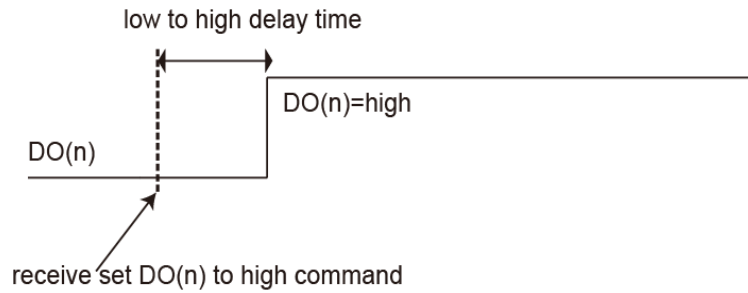 low to high delay time
DO(n)=high
DO(n)
receive set DO(n) to high command